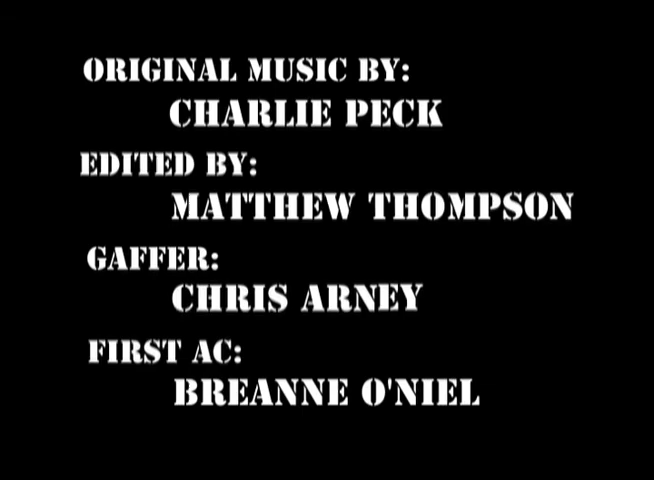 ORIGINAL MUSIC BY:
CHARLIE PECK
EDITED BY:
MATTHEW THOMPSON
GAFFER:
CHRIS ARNEY
FIRST AC:
BREANNE O'NIEL